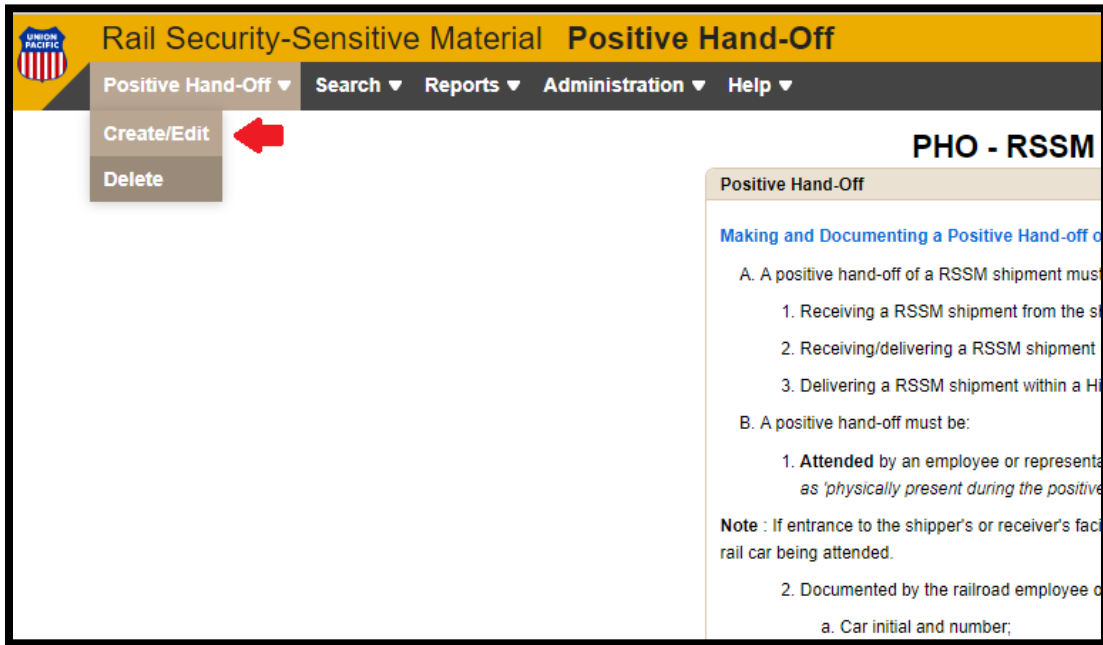 UNION
PACIFIC
Rail Security-Sensitive Material Positive Hand-Off
Positive Hand-Off ▼ Search ▼ Reports ▼ Administration ▼ Help ▼
Create/Edit
Delete
PHO - RSSM
Positive Hand-Off
Making and Documenting a Positive Hand-off o
A. A positive hand-off of a RSSM shipment must
1. Receiving a RSSM shipment from the s
2. Receiving/delivering a RSSM shipment
3. Delivering a RSSM shipment within a Hi
B. A positive hand-off must be:
1. Attended by an employee or representa
as 'physically present during the positive
Note : If entrance to the shipper's or receiver's faci
rail car being attended.
2. Documented by the railroad employee o
a. Car initial and number;